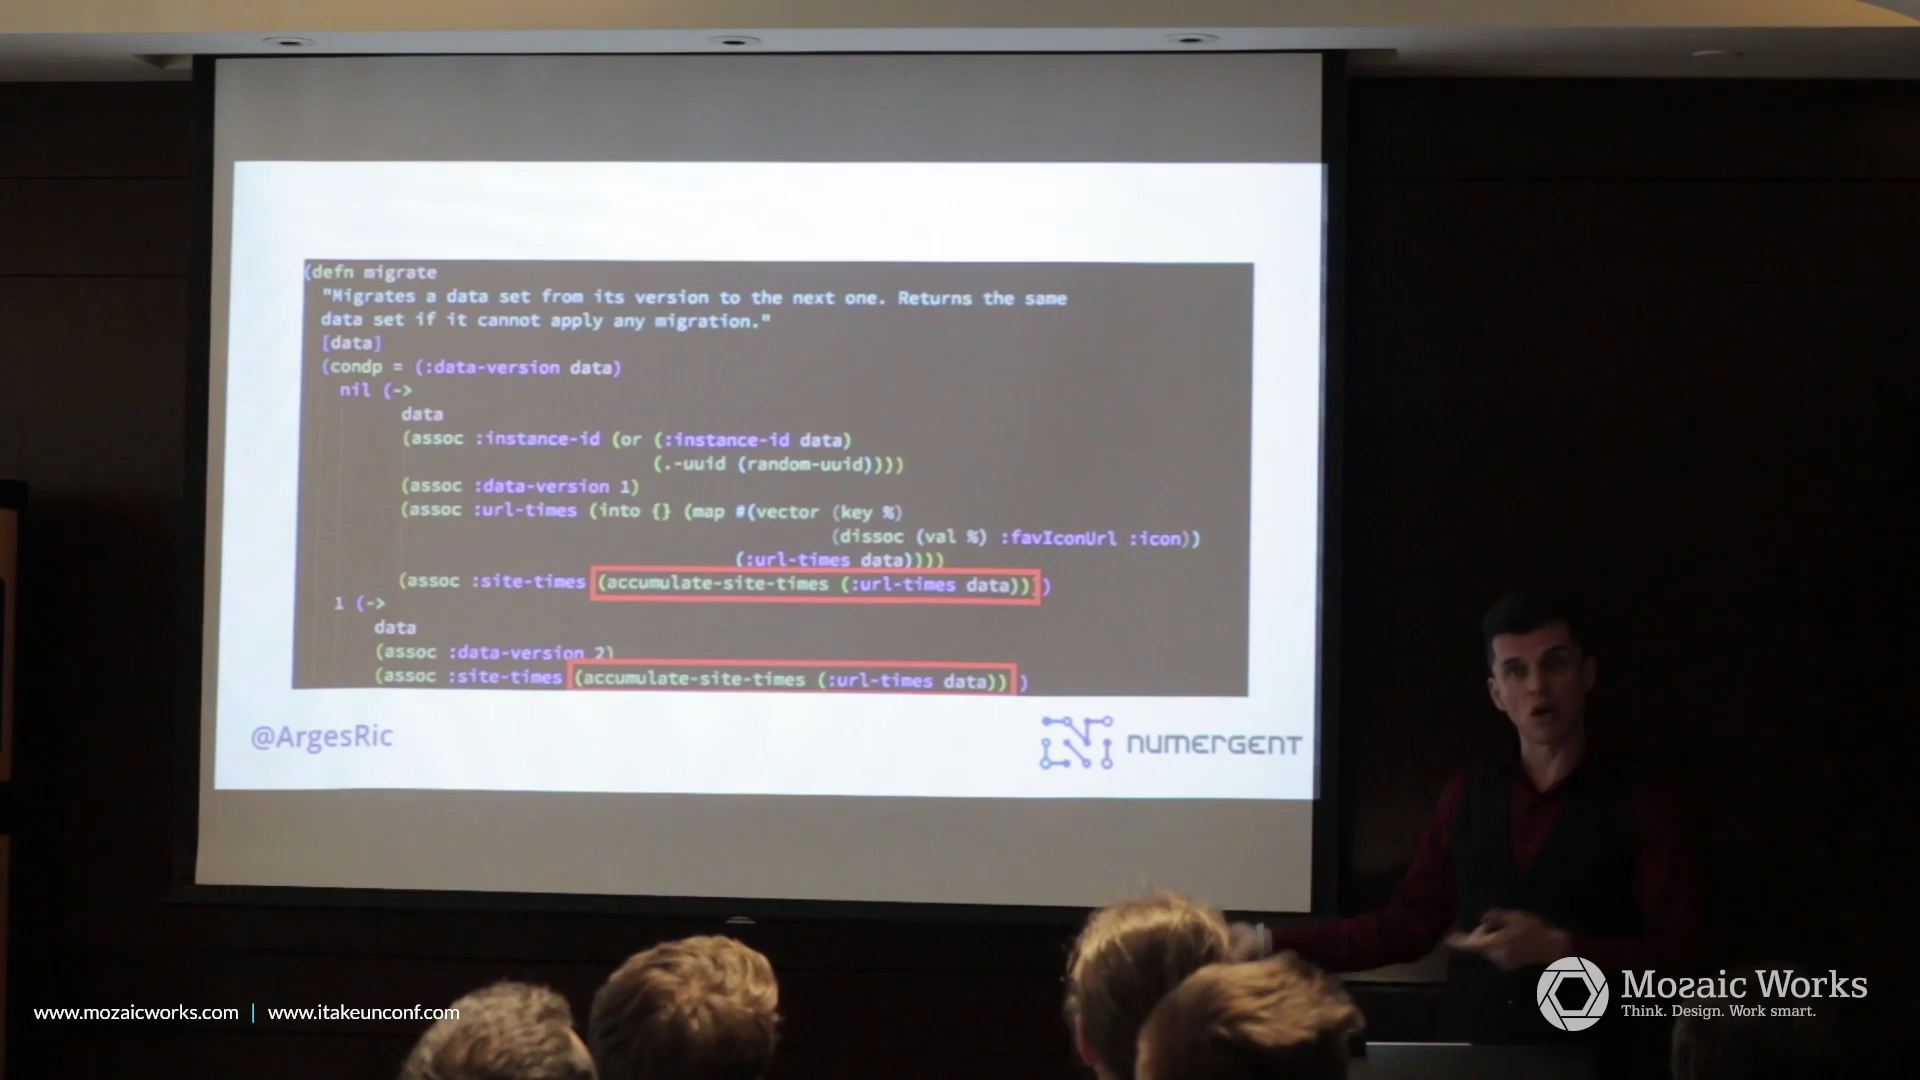 (defn migrate
"Migrates a data set from its version to the next one. Returns the same
data set if it cannot apply any migration."
[data]
(condp = (:data-version data)
nil (->
data
(assoc :instance-id (or (:instance-id data)
(.-uuid (random-uuid))))
(assoc :data-version 1)
(assoc :url-times (into {} (map #(vector (key %)
(dissoc (val %) :favIconUrl :icon))
(:url-times data))))
(assoc :site-times (accumulate-site-times (:url-times data)))
1 (->
data
(assoc :data-version 2)
(assoc :site-times (accumulate-site-times (:url-times data)) )
@ArgesRic
NUMERGENT
www.mozaicworks.com | www.itakeunconf.com
Mozaic Works
Think. Design. Work smart.